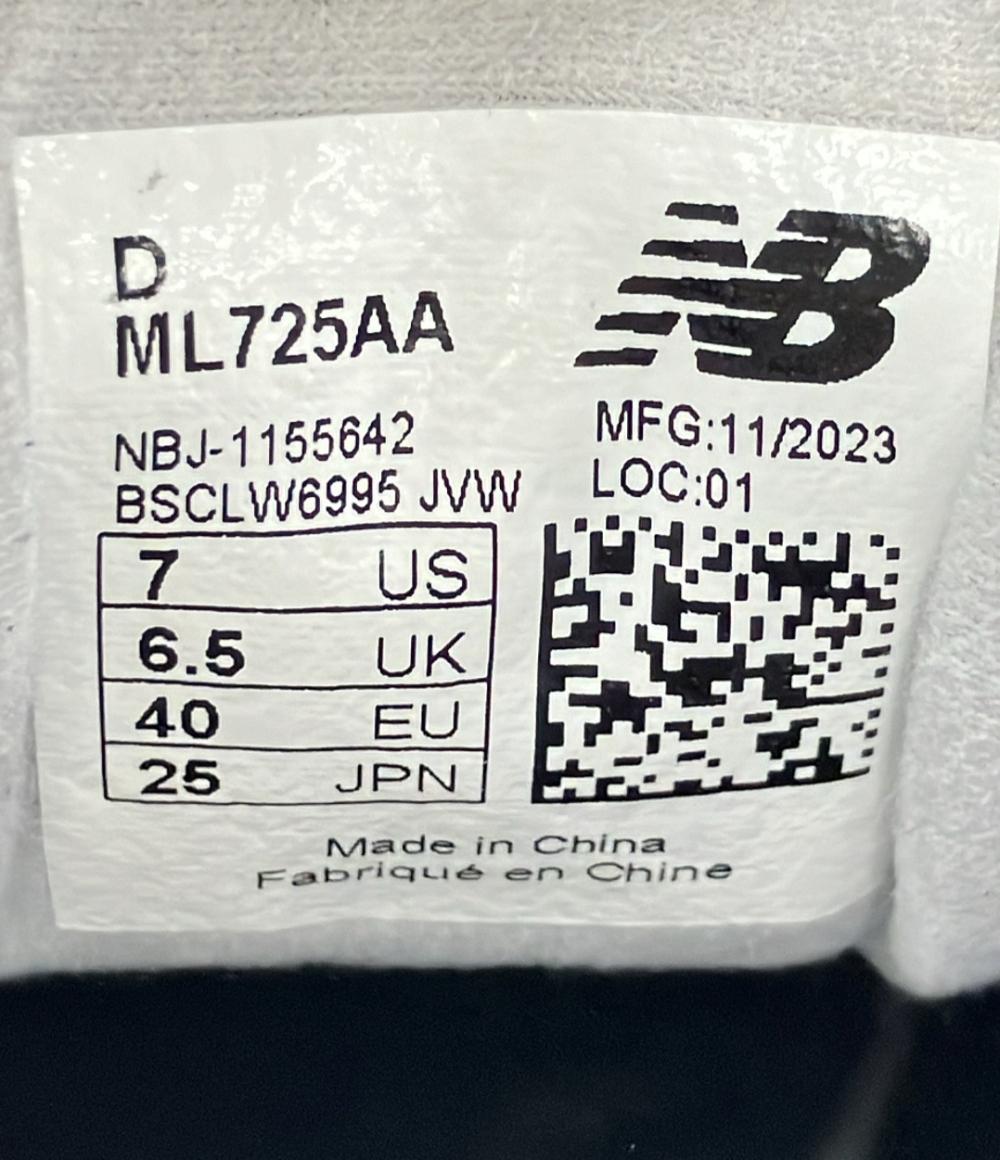 D
ML725AA
NB
NBJ-1155642
BSCLW6995 JVW
MFG:11/2023
LOC:01
7 US
6.5 UK
40 EU
25 JPN
Made in China
Fabriqué en Chine